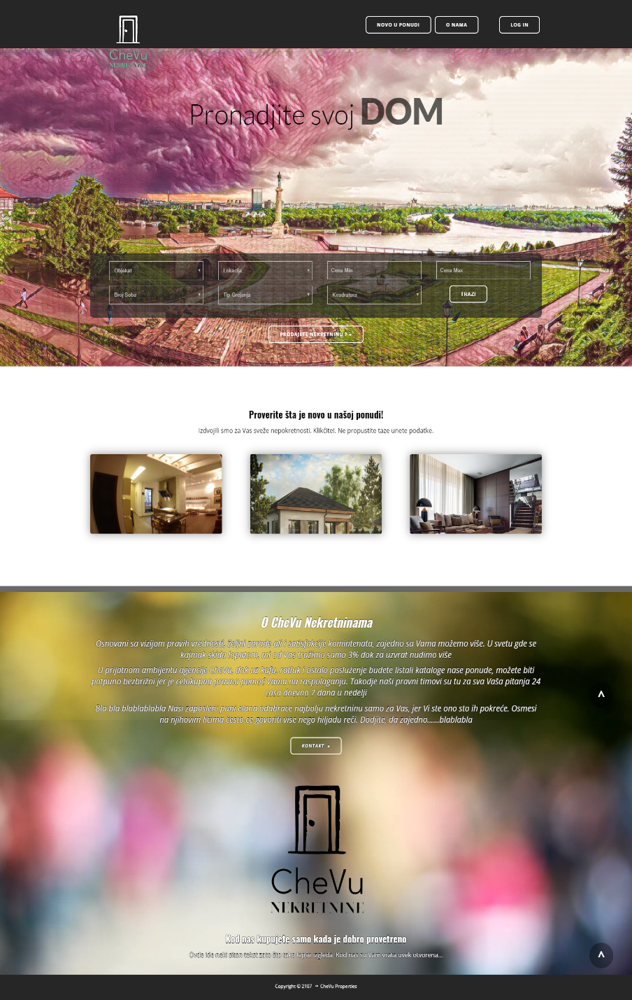 NOVO U PONUDI
O NAMA
LOG IN
CheVu
NEKRETNINE
Pronadjite svoj DOM
Objekat
Lokacija
Cena Min
Cena Max
Broj Soba
Tip Grejanja
Kvadratura
TRAZI
PRODAJETE NEKRETNINU ? »
Proverite šta je novo u našoj ponudi!
Izdvojili smo za Vas sveže nepokretnosti. Klikćite!. Ne propustite taze unete podatke.
O CheVu Nekretninama
Osnovani sa vizijom pravih vrednosti, željni zarade ali i satisfakcije komintenata, zajedno sa Vama možemo više. U svetu gde se
kajmak skida lopatom, mi od Vas tražimo samo 3% dok za uzvrat nudimo više
U prijatnom ambijentu agencije CheVu, dok uz kafu, ratluk i ostalo posluženje budete listali kataloge nase ponude, možete biti
potpuno bezbrižni jer je celokupna pravna pomoć Vama na raspolaganju. Takodje naši pravni timovi su tu za sva Vaša pitanja 24
casa dnevno 7 dana u nedelji
Bla bla blablablabla Nasi zaposleni puni elana odabrace najbolju nekretninu samo za Vas, jer Vi ste ono sto ih pokreće. Osmesi
na njihovim licima često će govoriti vise nego hiljadu reči. Dodjite, da zajedno......blablabla
KONTAKT »
CheVu
NEKRETNINE
Kod nas kupujete samo kada je dobro provetreno
Ovde ide neki sitan tekst zato što tako lepse izgleda. Kod nas su Vam vrata uvek otvorena...
Copyright © 2107 ™ CheVu Properties